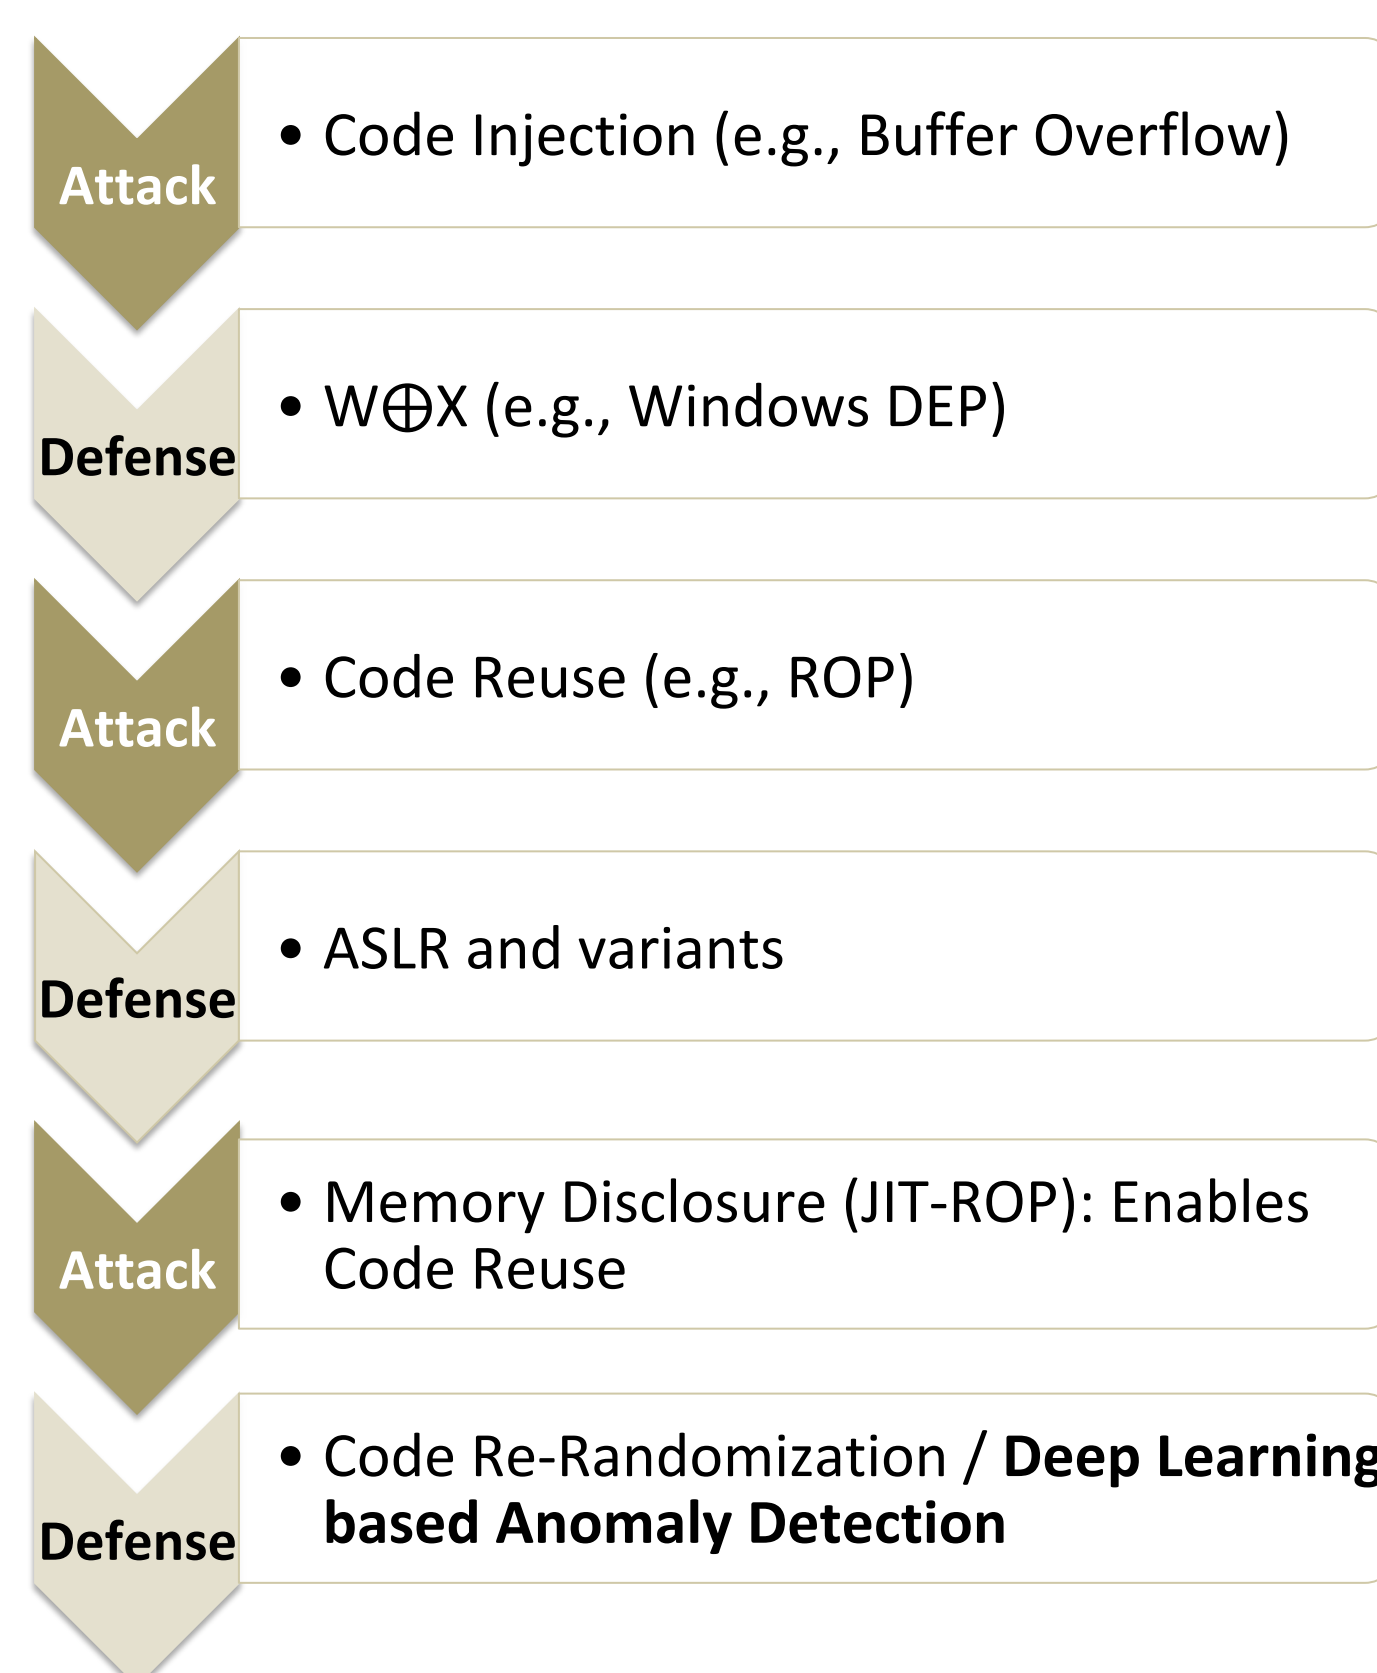 Attack
• Code Injection (e.g., Buffer Overflow)
Defense
• W⊕X (e.g., Windows DEP)
Attack
• Code Reuse (e.g., ROP)
Defense
• ASLR and variants
Attack
• Memory Disclosure (JIT-ROP): Enables
Code Reuse
Defense
• Code Re-Randomization / Deep Learning
based Anomaly Detection